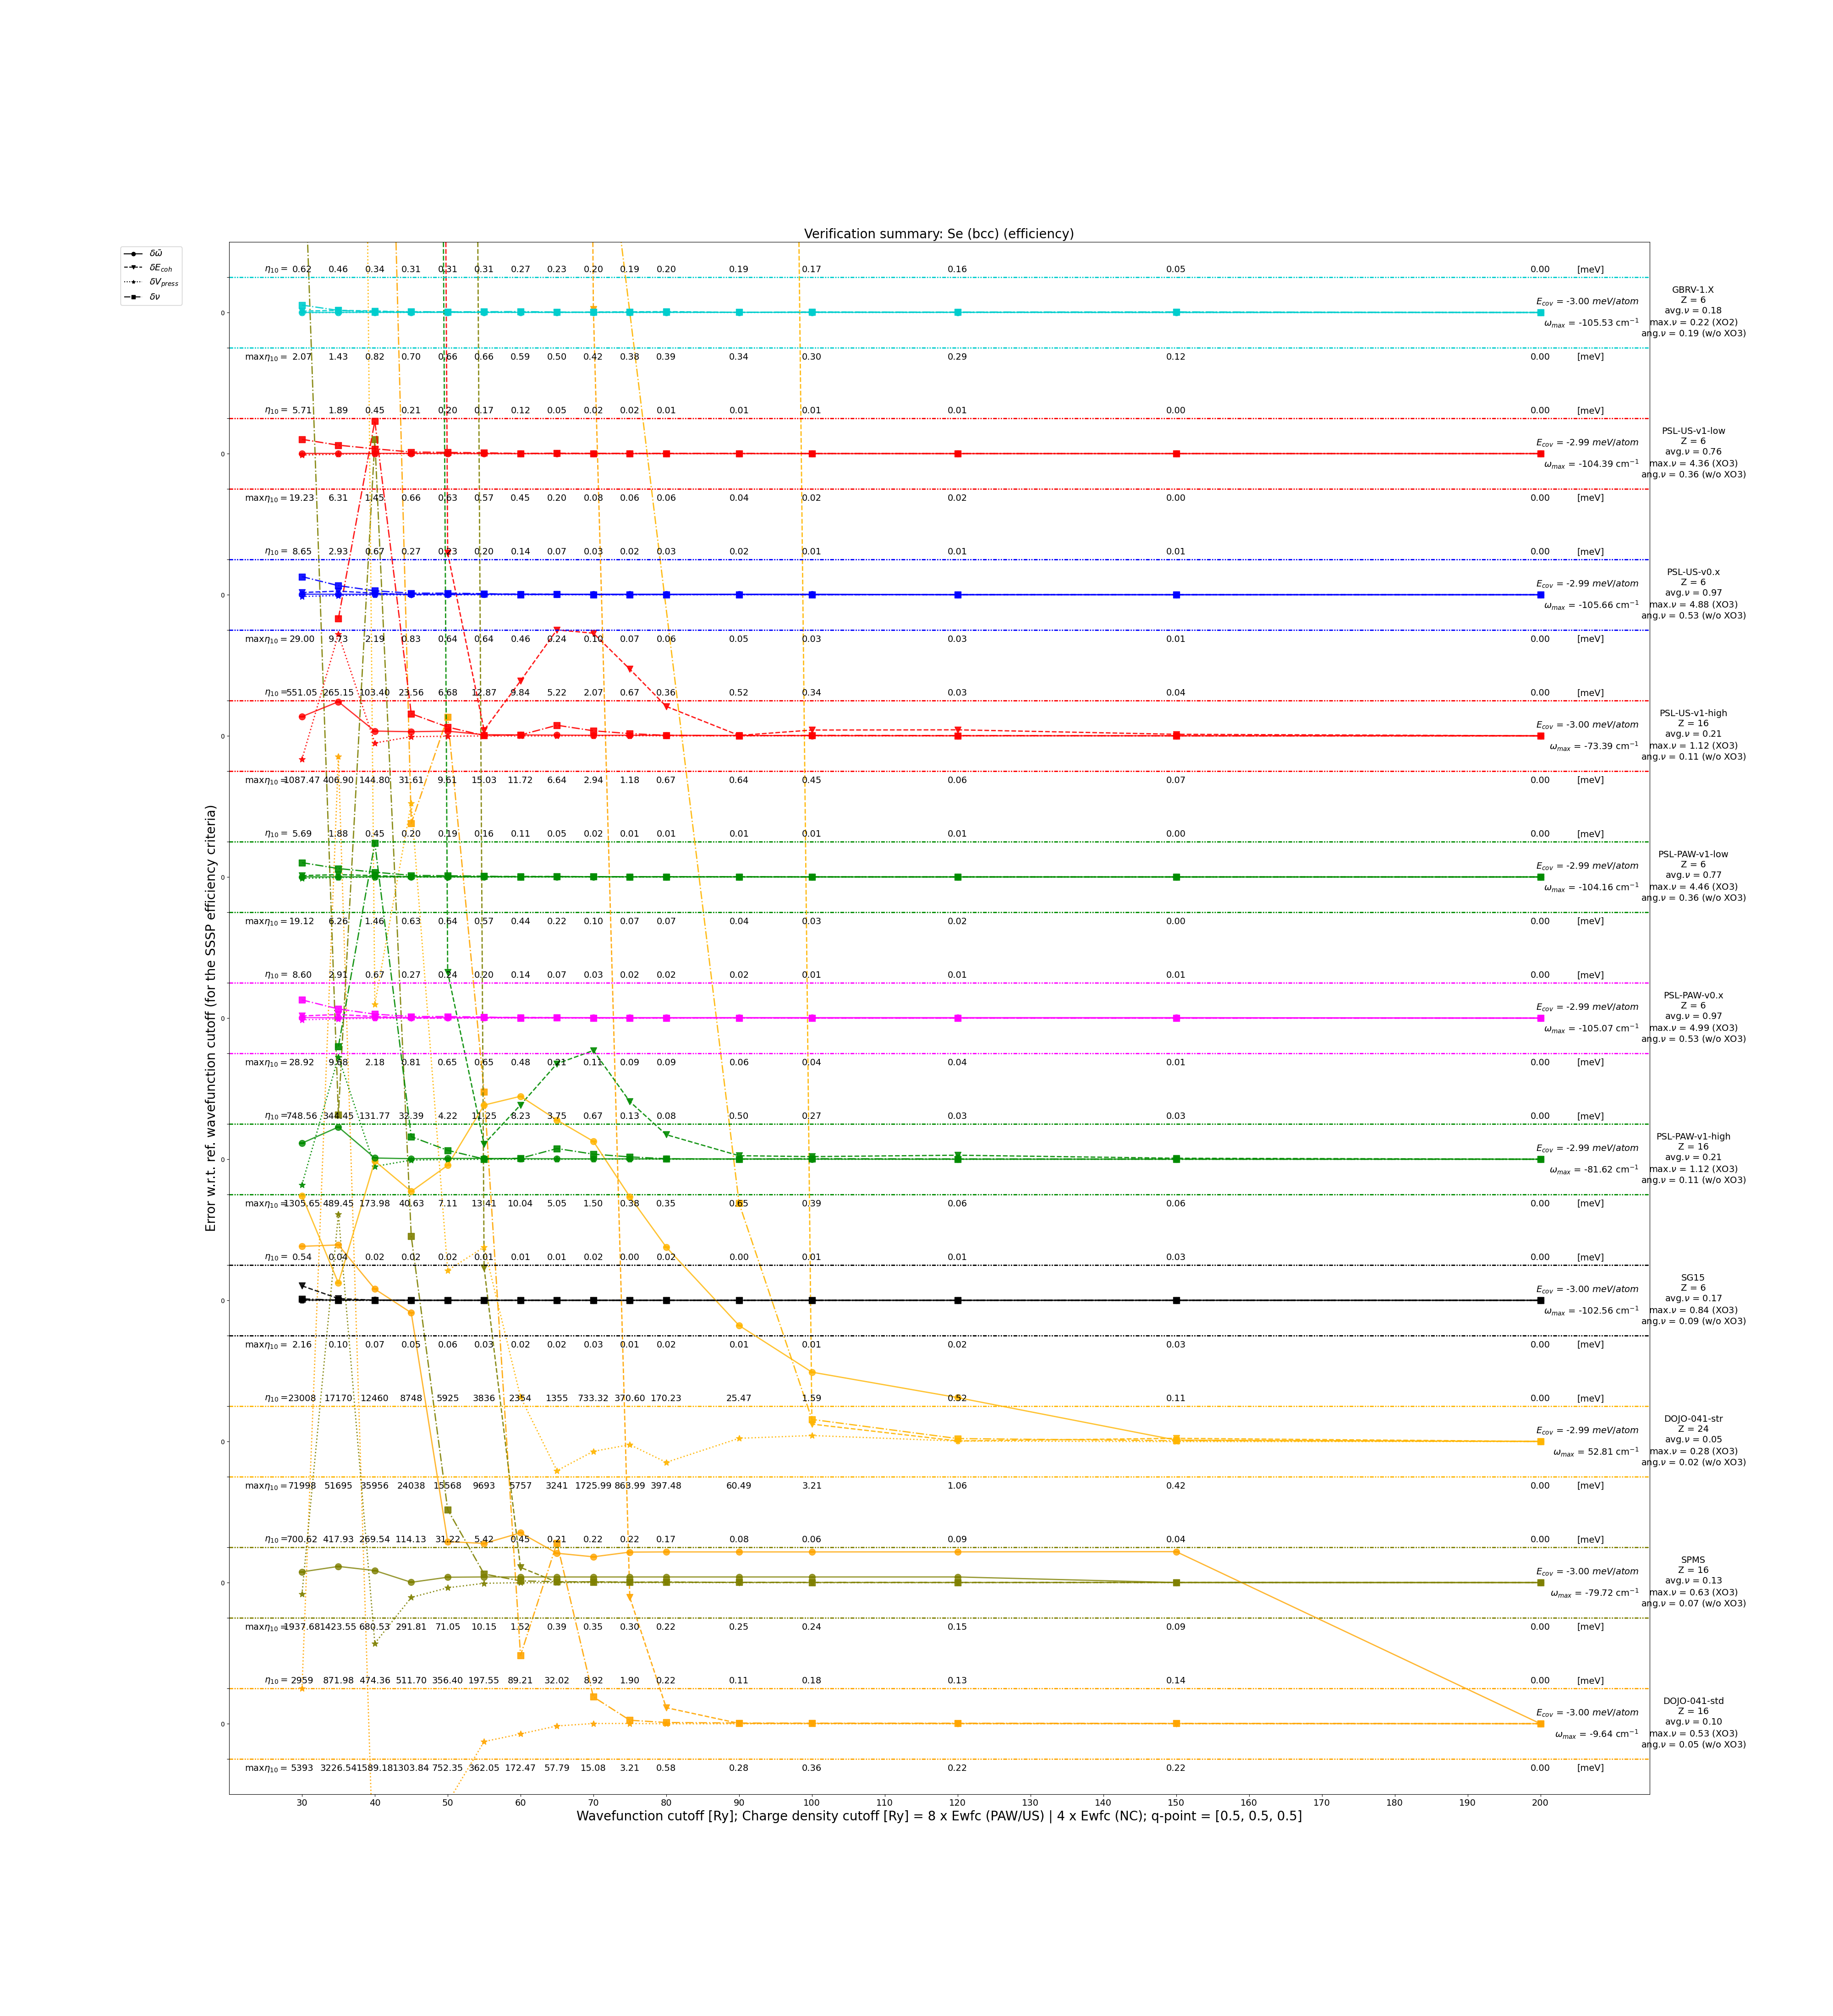 Verification summary: Se (bcc) (efficiency)
δω̄
δE_coh
δV_press
δν
Error w.r.t. ref. wavefunction cutoff (for the SSSP efficiency criteria)
η₁₀ = 0.62 0.46 0.34 0.31 0.31 0.31 0.27 0.23 0.20 0.19 0.20 0.19 0.17 0.16 0.05 0.00 [meV]
0
E_cov = -3.00 meV/atom
ω_max = -105.53 cm⁻¹
GBRV-1.X
Z = 6
avg.ν = 0.18
max.ν = 0.22 (XO2)
ang.ν = 0.19 (w/o XO3)
maxη₁₀ = 2.07 1.43 0.82 0.70 0.66 0.66 0.59 0.50 0.42 0.38 0.39 0.34 0.30 0.29 0.12 0.00 [meV]
η₁₀ = 5.71 1.89 0.45 0.21 0.20 0.17 0.12 0.05 0.02 0.02 0.01 0.01 0.01 0.01 0.00 0.00 [meV]
0
E_cov = -2.99 meV/atom
ω_max = -104.39 cm⁻¹
PSL-US-v1-low
Z = 6
avg.ν = 0.76
max.ν = 4.36 (XO3)
ang.ν = 0.36 (w/o XO3)
maxη₁₀ = 19.23 6.31 1.45 0.66 0.63 0.57 0.45 0.20 0.08 0.06 0.06 0.04 0.02 0.02 0.00 0.00 [meV]
η₁₀ = 8.65 2.93 0.67 0.27 0.23 0.20 0.14 0.07 0.03 0.02 0.03 0.02 0.01 0.01 0.01 0.00 [meV]
0
E_cov = -2.99 meV/atom
ω_max = -105.66 cm⁻¹
PSL-US-v0.x
Z = 6
avg.ν = 0.97
max.ν = 4.88 (XO3)
ang.ν = 0.53 (w/o XO3)
maxη₁₀ = 29.00 9.73 2.19 0.83 0.64 0.64 0.46 0.24 0.10 0.07 0.06 0.05 0.03 0.03 0.01 0.00 [meV]
η₁₀ = 551.05 265.15 103.40 23.56 6.68 12.87 9.84 5.22 2.07 0.67 0.36 0.52 0.34 0.03 0.04 0.00 [meV]
0
E_cov = -3.00 meV/atom
ω_max = -73.39 cm⁻¹
PSL-US-v1-high
Z = 16
avg.ν = 0.21
max.ν = 1.12 (XO3)
ang.ν = 0.11 (w/o XO3)
maxη₁₀ = 1087.47 406.90 144.80 31.61 9.61 15.03 11.72 6.64 2.94 1.18 0.67 0.64 0.45 0.06 0.07 0.00 [meV]
η₁₀ = 5.69 1.88 0.45 0.20 0.19 0.16 0.11 0.05 0.02 0.01 0.01 0.01 0.01 0.01 0.00 0.00 [meV]
0
E_cov = -2.99 meV/atom
ω_max = -104.16 cm⁻¹
PSL-PAW-v1-low
Z = 6
avg.ν = 0.77
max.ν = 4.46 (XO3)
ang.ν = 0.36 (w/o XO3)
maxη₁₀ = 19.12 6.26 1.46 0.63 0.54 0.57 0.44 0.22 0.10 0.07 0.07 0.04 0.03 0.02 0.00 0.00 [meV]
η₁₀ = 8.60 2.91 0.67 0.27 0.24 0.20 0.14 0.07 0.03 0.02 0.02 0.02 0.01 0.01 0.01 0.00 [meV]
0
E_cov = -2.99 meV/atom
ω_max = -105.07 cm⁻¹
PSL-PAW-v0.x
Z = 6
avg.ν = 0.97
max.ν = 4.99 (XO3)
ang.ν = 0.53 (w/o XO3)
maxη₁₀ = 28.92 9.68 2.18 0.81 0.65 0.65 0.48 0.21 0.11 0.09 0.09 0.06 0.04 0.04 0.01 0.00 [meV]
η₁₀ = 748.56 344.45 131.77 32.39 4.22 11.25 8.23 3.75 0.67 0.13 0.08 0.50 0.27 0.03 0.03 0.00 [meV]
0
E_cov = -2.99 meV/atom
ω_max = -81.62 cm⁻¹
PSL-PAW-v1-high
Z = 16
avg.ν = 0.21
max.ν = 1.12 (XO3)
ang.ν = 0.11 (w/o XO3)
maxη₁₀ = 1305.65 489.45 173.98 40.63 7.11 13.41 10.04 5.05 1.50 0.38 0.35 0.65 0.39 0.06 0.06 0.00 [meV]
η₁₀ = 0.54 0.04 0.02 0.02 0.02 0.01 0.01 0.01 0.02 0.00 0.02 0.00 0.01 0.01 0.03 0.00 [meV]
0
E_cov = -3.00 meV/atom
ω_max = -102.56 cm⁻¹
SG15
Z = 6
avg.ν = 0.17
max.ν = 0.84 (XO3)
ang.ν = 0.09 (w/o XO3)
maxη₁₀ = 2.16 0.10 0.07 0.05 0.06 0.03 0.02 0.02 0.03 0.01 0.02 0.01 0.01 0.02 0.03 0.00 [meV]
η₁₀ = 23008 17170 12460 8748 5925 3836 2354 1355 733.32 370.60 170.23 25.47 1.59 0.52 0.11 0.00 [meV]
0
E_cov = -2.99 meV/atom
ω_max = 52.81 cm⁻¹
DOJO-041-str
Z = 24
avg.ν = 0.05
max.ν = 0.28 (XO3)
ang.ν = 0.02 (w/o XO3)
maxη₁₀ = 71998 51695 35956 24038 15568 9693 5757 3241 1725.99 863.99 397.48 60.49 3.21 1.06 0.42 0.00 [meV]
η₁₀ = 700.62 417.93 269.54 114.13 31.22 5.42 0.45 0.21 0.22 0.22 0.17 0.08 0.06 0.09 0.04 0.00 [meV]
0
E_cov = -3.00 meV/atom
ω_max = -79.72 cm⁻¹
SPMS
Z = 16
avg.ν = 0.13
max.ν = 0.63 (XO3)
ang.ν = 0.07 (w/o XO3)
maxη₁₀ = 1937.68 1423.55 680.53 291.81 71.05 10.15 1.52 0.39 0.35 0.30 0.22 0.25 0.24 0.15 0.09 0.00 [meV]
η₁₀ = 2959 871.98 474.36 511.70 356.40 197.55 89.21 32.02 8.92 1.90 0.22 0.11 0.18 0.13 0.14 0.00 [meV]
0
E_cov = -3.00 meV/atom
ω_max = -9.64 cm⁻¹
DOJO-041-std
Z = 16
avg.ν = 0.10
max.ν = 0.53 (XO3)
ang.ν = 0.05 (w/o XO3)
maxη₁₀ = 5393 3226.54 1589.18 1303.84 752.35 362.05 172.47 57.79 15.08 3.21 0.58 0.28 0.36 0.22 0.22 0.00 [meV]
30 40 50 60 70 80 90 100 110 120 130 140 150 160 170 180 190 200
Wavefunction cutoff [Ry]; Charge density cutoff [Ry] = 8 x Ewfc (PAW/US) | 4 x Ewfc (NC); q-point = [0.5, 0.5, 0.5]